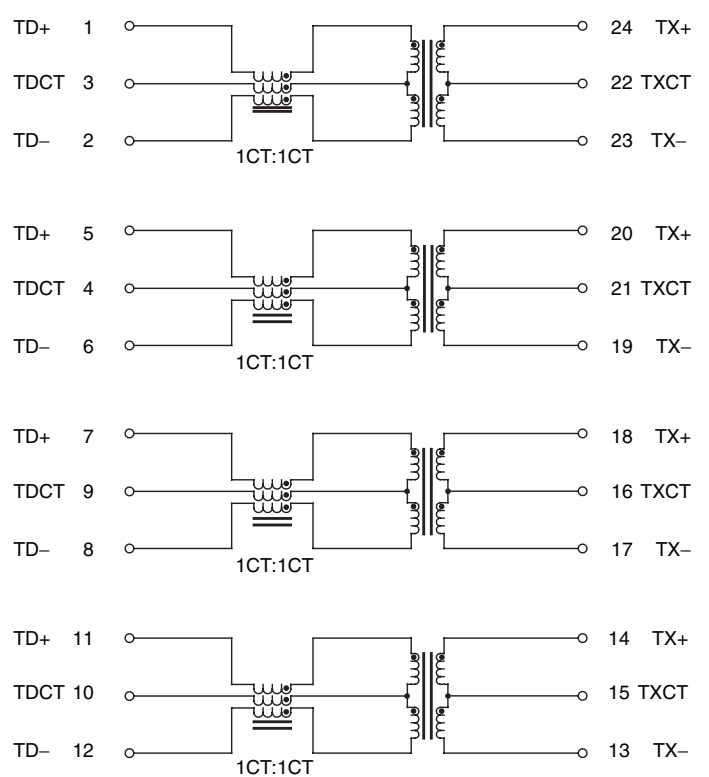 TD+ 1 24 TX+
TDCT 3 22 TXCT
TD− 2 23 TX−
1CT:1CT
TD+ 5 20 TX+
TDCT 4 21 TXCT
TD− 6 19 TX−
1CT:1CT
TD+ 7 18 TX+
TDCT 9 16 TXCT
TD− 8 17 TX−
1CT:1CT
TD+ 11 14 TX+
TDCT 10 15 TXCT
TD− 12 13 TX−
1CT:1CT